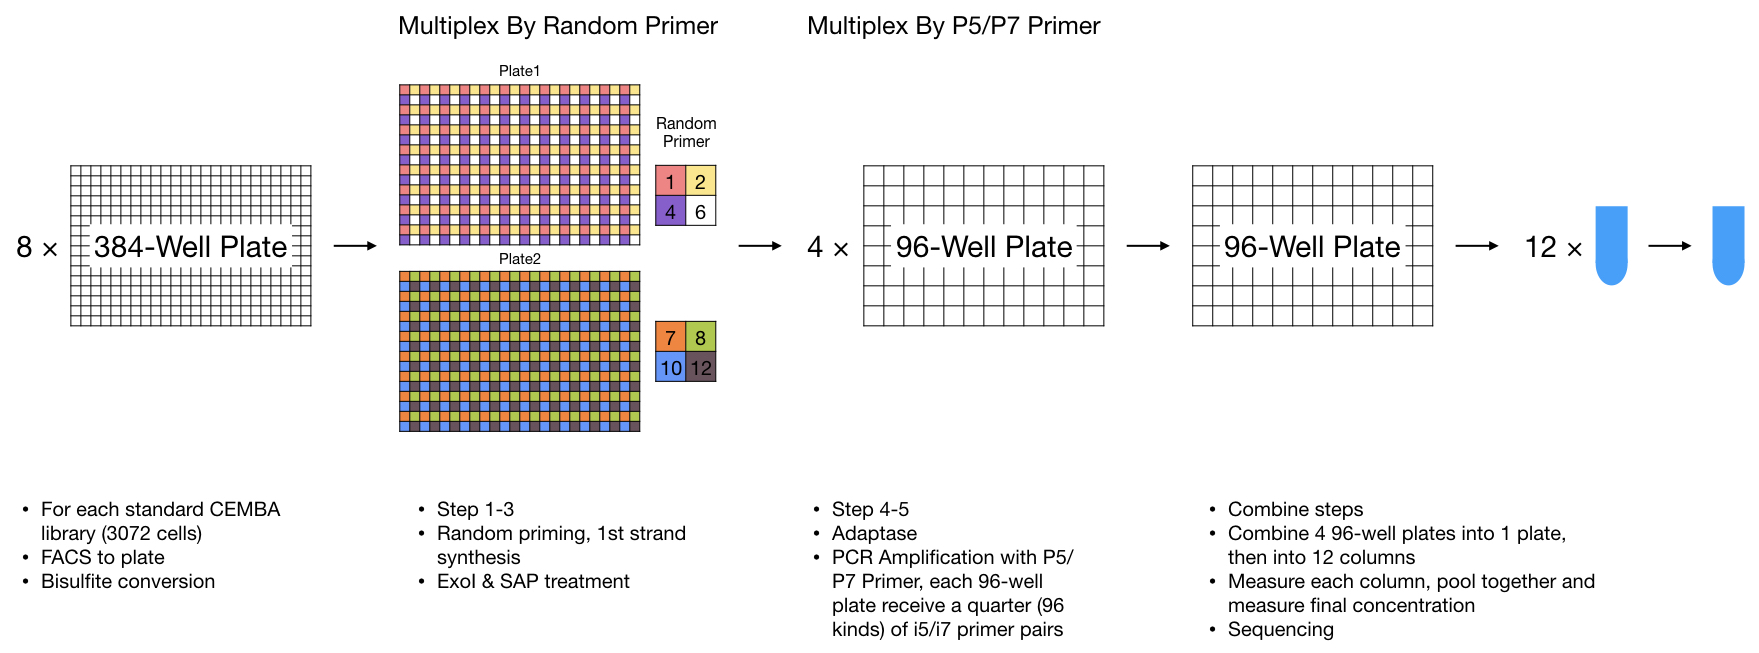 Multiplex By Random Primer
Multiplex By P5/P7 Primer
Plate1
Random
Primer
1 2
4 6
8 × 384-Well Plate
Plate2
7 8
10 12
4 × 96-Well Plate
96-Well Plate
12 ×
• For each standard CEMBA
library (3072 cells)
• FACS to plate
• Bisulfite conversion
• Step 1-3
• Random priming, 1st strand
synthesis
• ExoI & SAP treatment
• Step 4-5
• Adaptase
• PCR Amplification with P5/
P7 Primer, each 96-well
plate receive a quarter (96
kinds) of i5/i7 primer pairs
• Combine steps
• Combine 4 96-well plates into 1 plate,
then into 12 columns
• Measure each column, pool together and
measure final concentration
• Sequencing